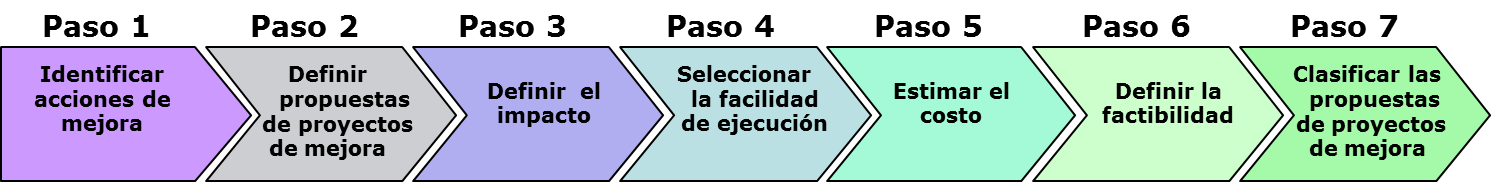 Paso 1
Identificar
acciones de
mejora
Paso 2
Definir
propuestas
de proyectos
de mejora
Paso 3
Definir el
impacto
Paso 4
Seleccionar
la facilidad
de ejecución
Paso 5
Estimar el
costo
Paso 6
Definir la
factibilidad
Paso 7
Clasificar las
propuestas
de proyectos
de mejora